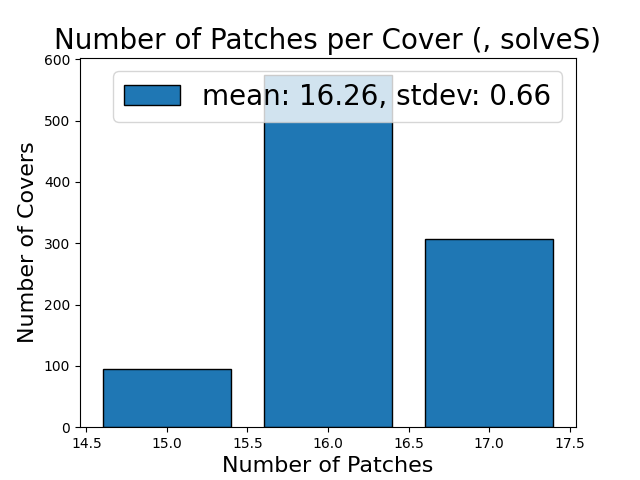 Number of Patches per Cover (, solveS)
mean: 16.26, stdev: 0.66
600
500
400
300
200
100
0
Number of Covers
14.5 15.0 15.5 16.0 16.5 17.0 17.5
Number of Patches